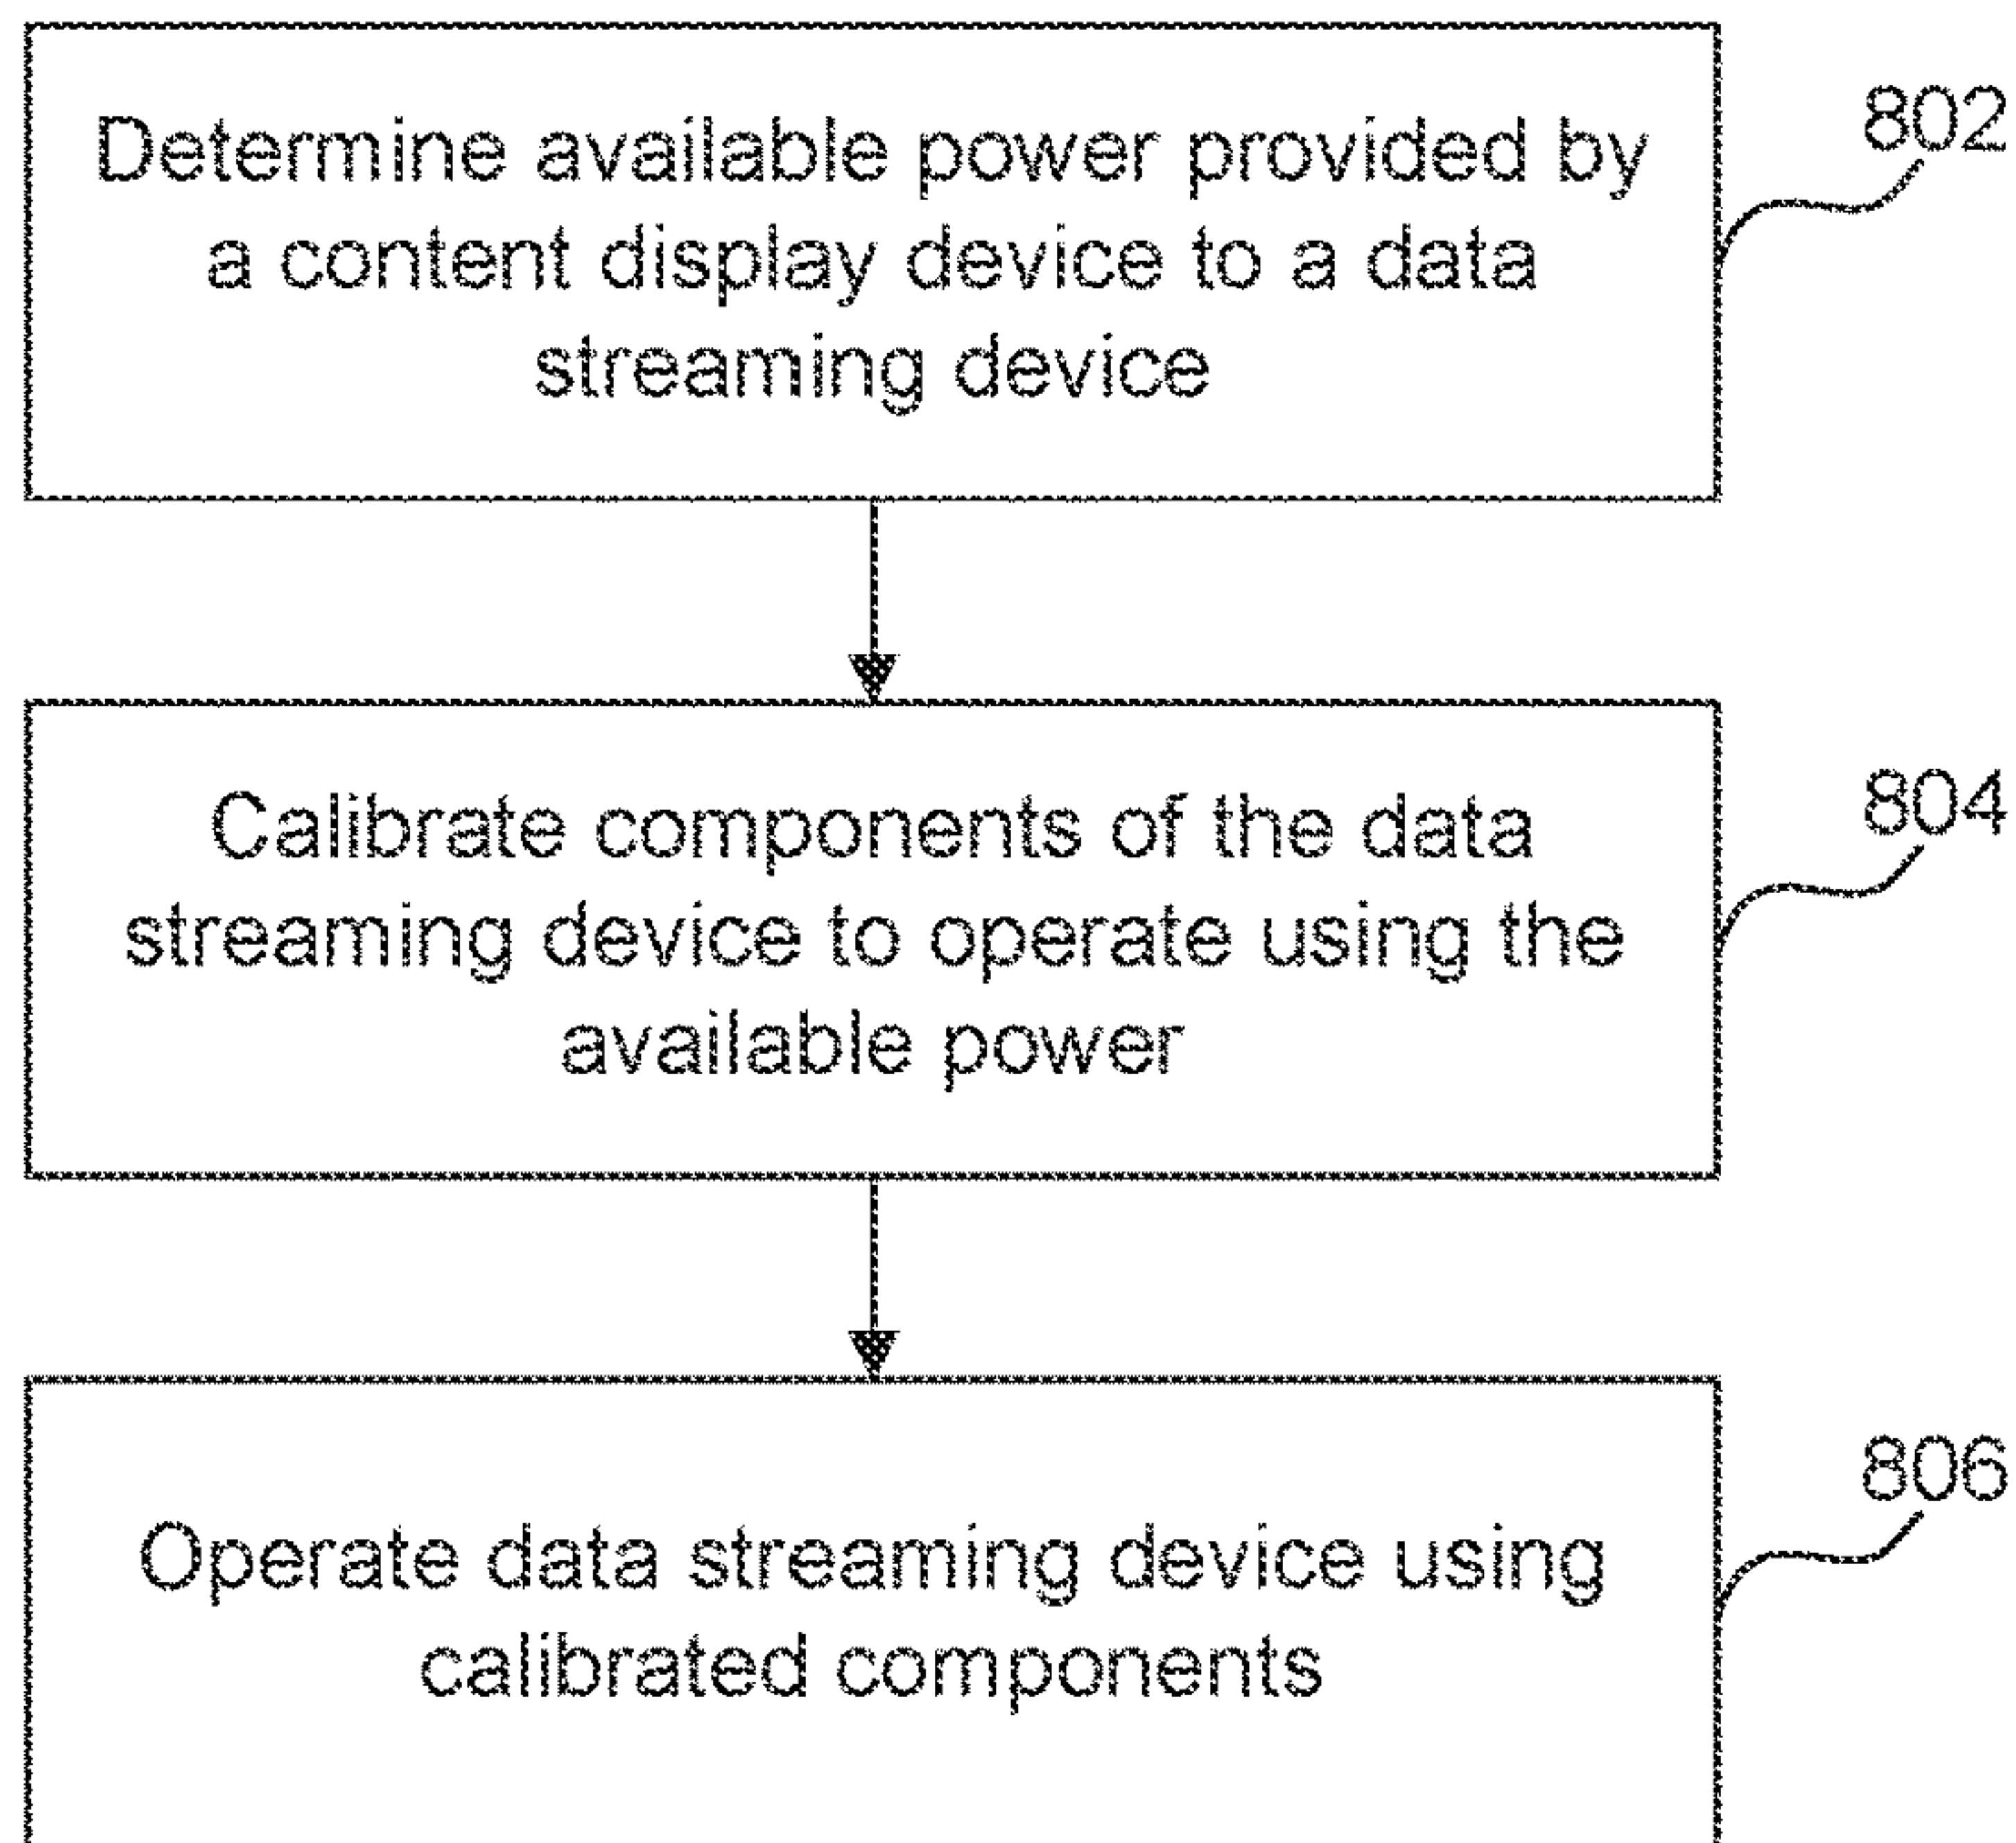 Determine available power provided by
a content display device to a data
streaming device
802
Calibrate components of the data
streaming device to operate using the
available power
804
Operate data streaming device using
calibrated components
806